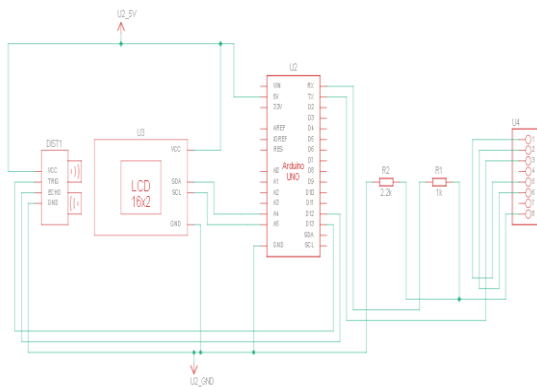 U2_5V
U2
U3
DIST1
VCC
TRIG
ECHO
GND
LCD
16x2
VCC
SDA
SCL
GND
VIN
5V
3.3V
AREF
IOREF
RES
A0
A1
A2
A3
A4
A5
GND
Arduino
UNO
RX
TX
D2
D3
D4
D5
D6
D7
D8
D9
D10
D11
D12
D13
SDA
SCL
R2
2.2k
R1
1k
U4
1
2
3
4
5
6
7
8
U2_GND